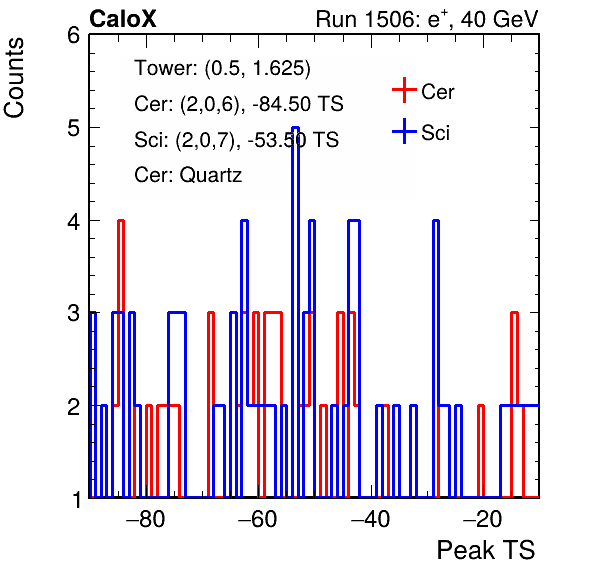 CaloX Run 1506: e⁺, 40 GeV
Counts
6
Tower: (0.5, 1.625)
Cer: (2,0,6), -84.50 TS
Sci: (2,0,7), -53.50 TS
Cer: Quartz
Cer
Sci
5
4
3
2
1
−80 −60 −40 −20
Peak TS